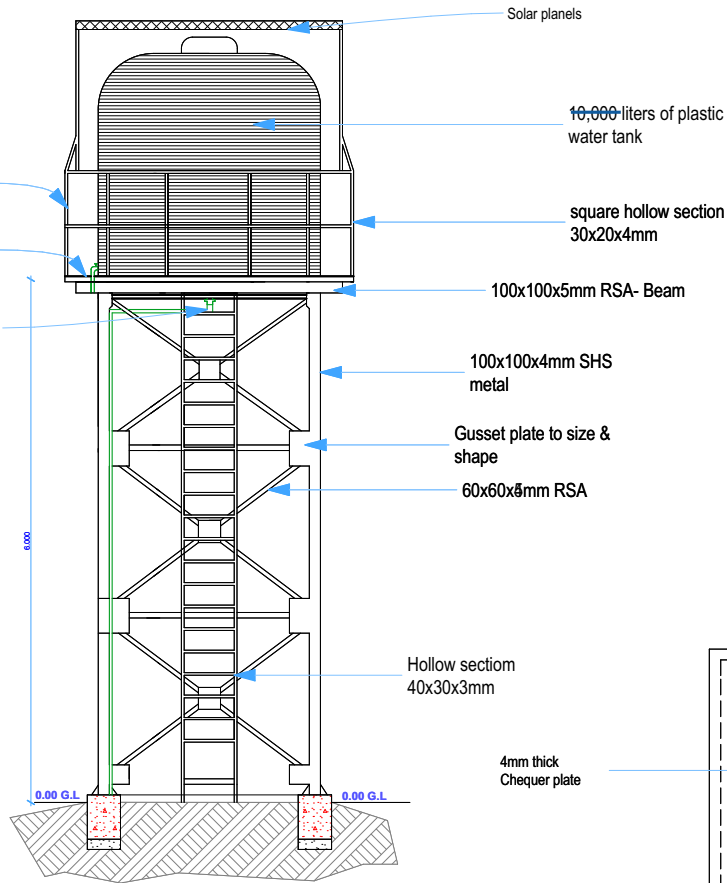 Solar planels
10,000 liters of plastic
water tank
square hollow section
30x20x4mm
100x100x5mm RSA- Beam
100x100x4mm SHS
metal
Gusset plate to size &
shape
60x60x mm RSA
6.000
Hollow sectiom
40x30x3mm
4mm thick
Chequer plate
0.00 G.L
0.00 G.L